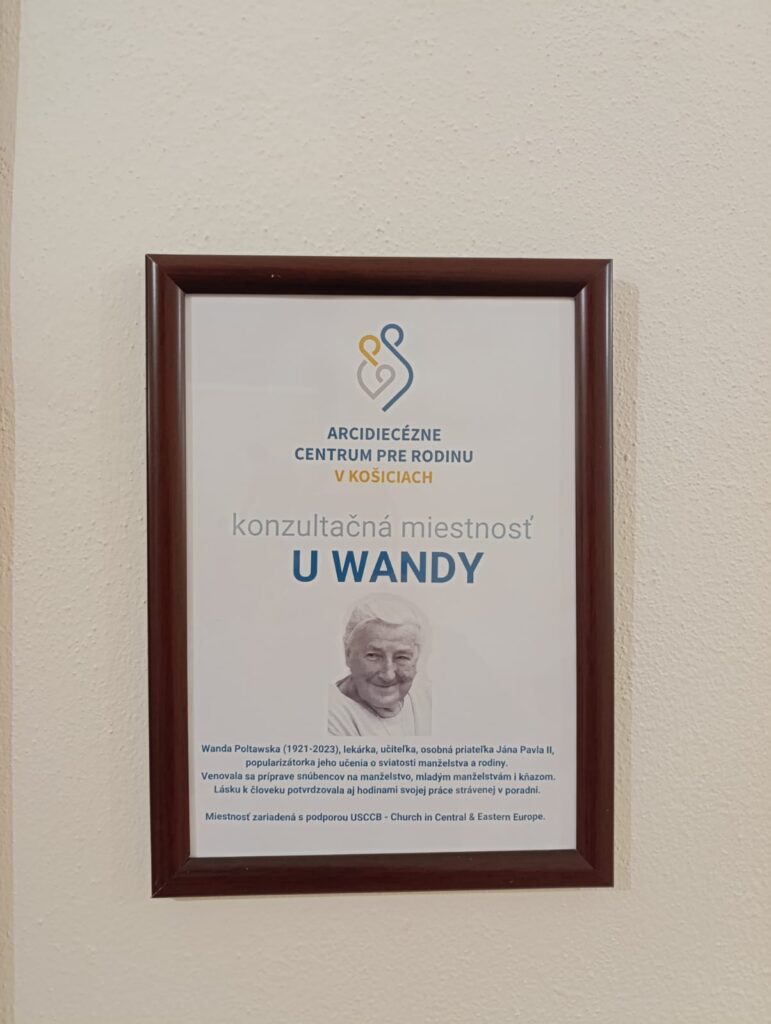 ARCIDIECÉZNE
CENTRUM PRE RODINU
V KOŠICIACH
konzultačná miestnosť
U WANDY
Wanda Poltawska (1921-2023), lekárka, učiteľka, osobná priateľka Jána Pavla II,
popularizátorka jeho učenia o sviatosti manželstva a rodiny.
Venovala sa príprave snúbencov na manželstvo, mladým manželstvám i kňazom.
Lásku k človeku potvrdzovala aj hodinami svojej práce strávenej v poradni.
Miestnosť zariadená s podporou USCCB - Church in Central & Eastern Europe.